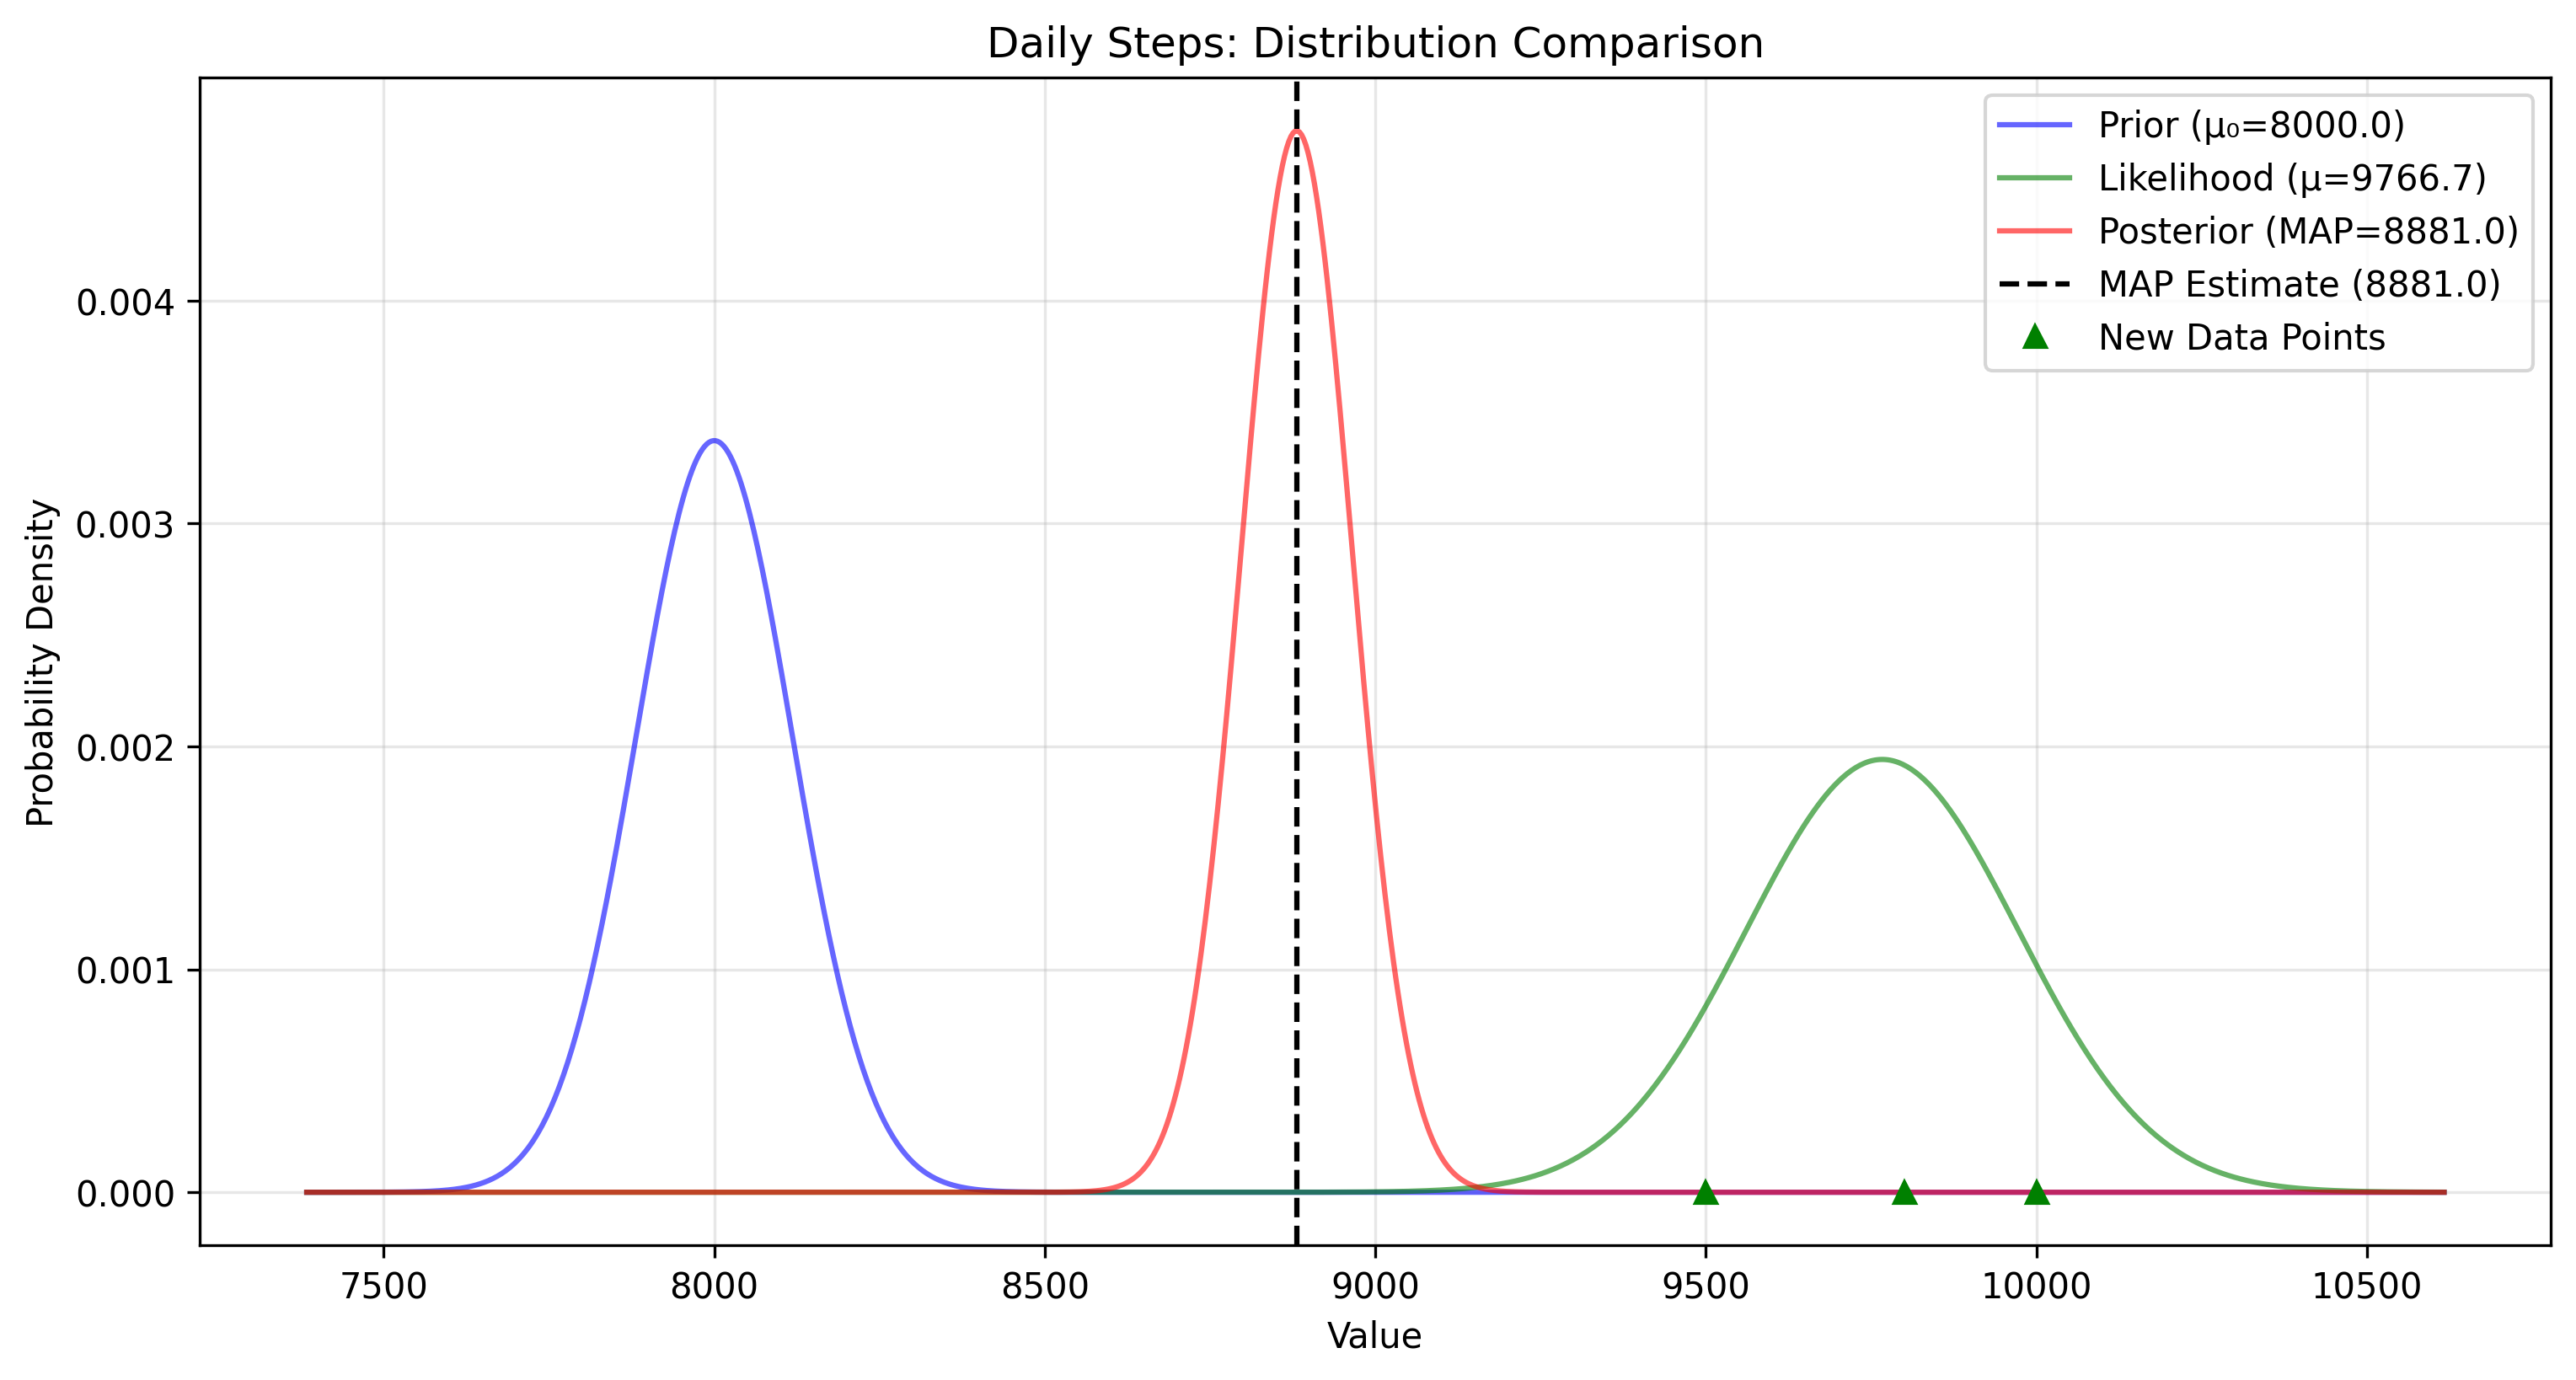 Daily Steps: Distribution Comparison
Prior (μ₀=8000.0)
Likelihood (μ=9766.7)
Posterior (MAP=8881.0)
MAP Estimate (8881.0)
New Data Points
Probability Density
0.004
0.003
0.002
0.001
0.000
7500 8000 8500 9000 9500 10000 10500
Value